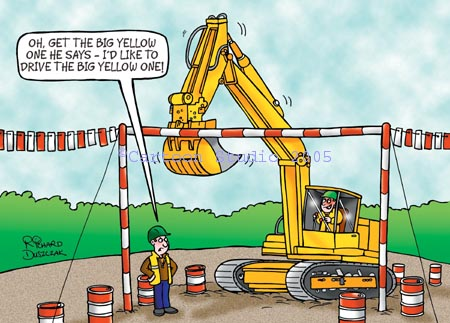 OH, GET THE BIG YELLOW
ONE HE SAYS - I'D LIKE TO
DRIVE THE BIG YELLOW ONE!
©Cartoon Studio 2005
RICHARD
DUSZCZAK